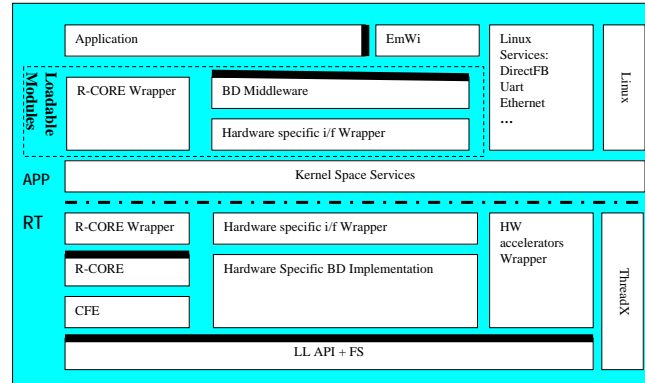 Application
EmWi
Linux
Services:
DirectFB
Uart
Ethernet
...
Linux
Loadable
Modules
R-CORE Wrapper
BD Middleware
Hardware specific i/f Wrapper
APP
Kernel Space Services
RT
R-CORE Wrapper
Hardware specific i/f Wrapper
HW
accelerators
Wrapper
ThreadX
R-CORE
Hardware Specific BD Implementation
CFE
LL API + FS